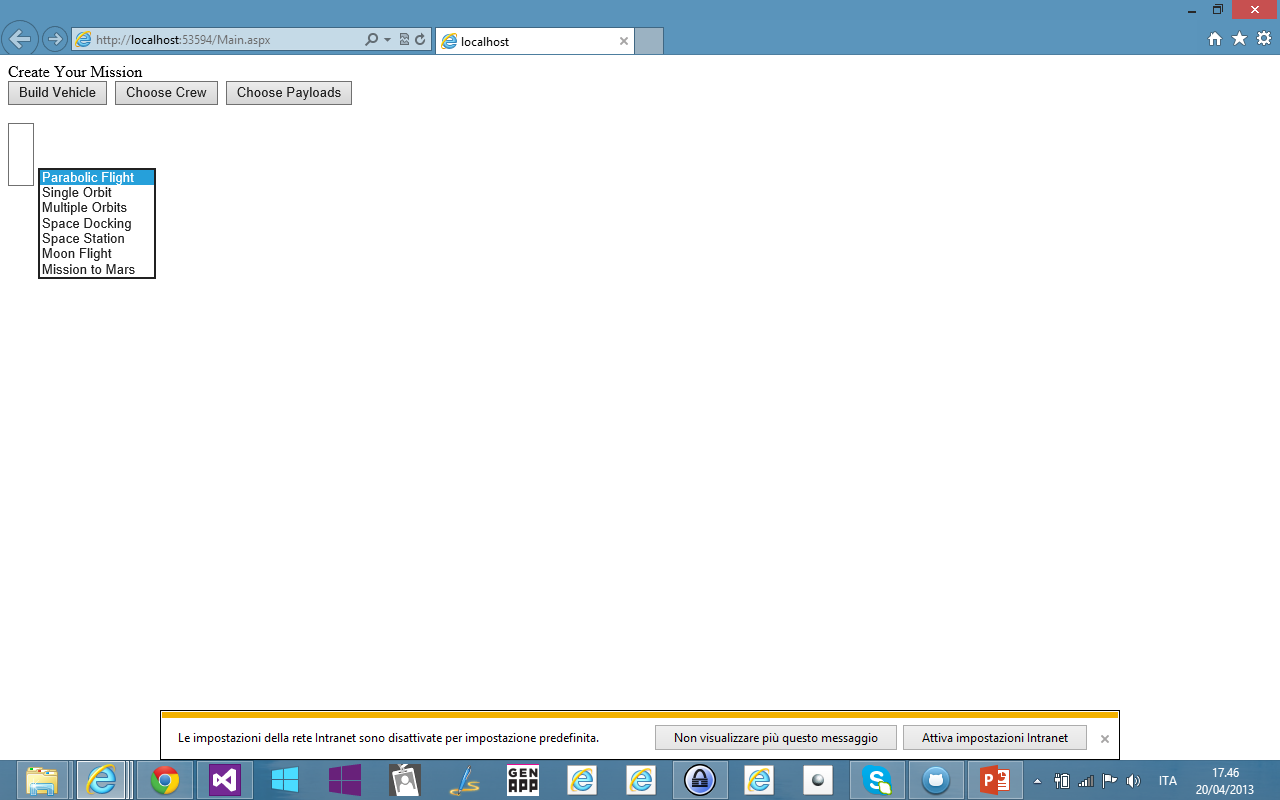 http://localhost:53594/Main.aspx
localhost
Create Your Mission
Build Vehicle
Choose Crew
Choose Payloads
Parabolic Flight
Single Orbit
Multiple Orbits
Space Docking
Space Station
Moon Flight
Mission to Mars
Le impostazioni della rete Intranet sono disattivate per impostazione predefinita.
Non visualizzare più questo messaggio
Attiva impostazioni Intranet
GEN
APP
ITA
17.46
20/04/2013